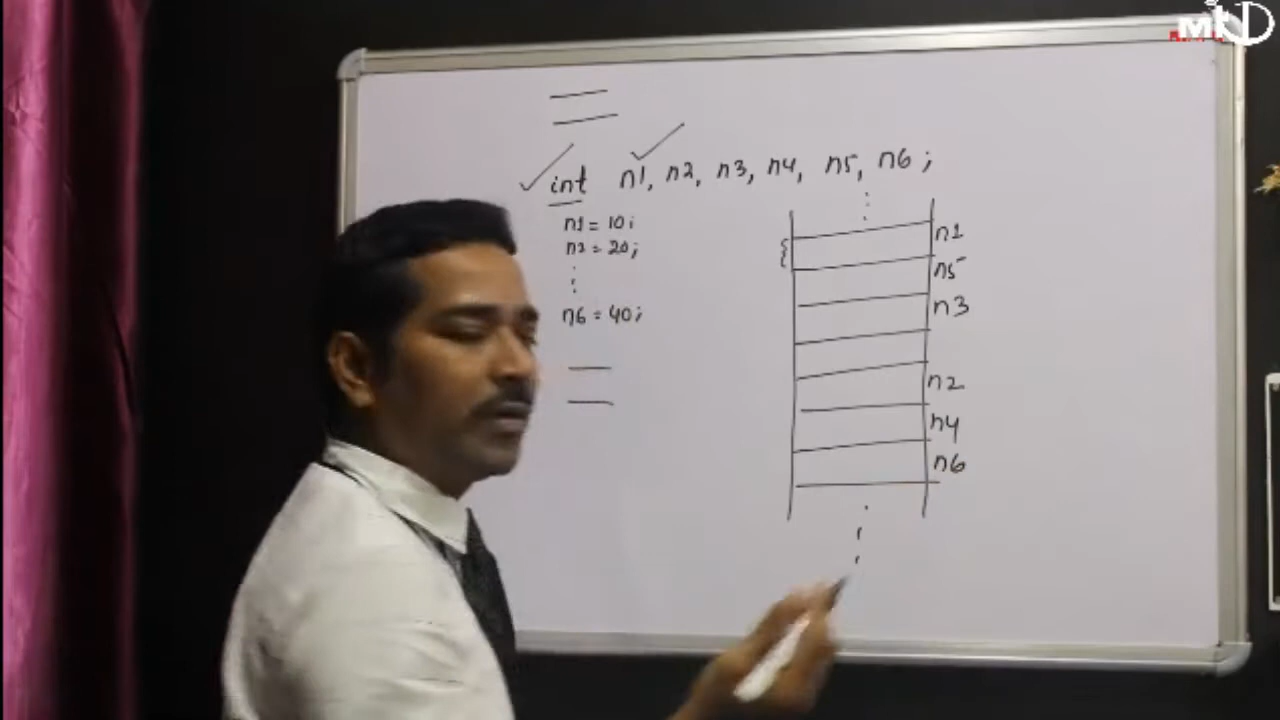 int n1, n2, n3, n4, n5, n6;
n1 = 10;
n2 = 20;
n6 = 40;
n1
n5
n3
n2
n4
n6